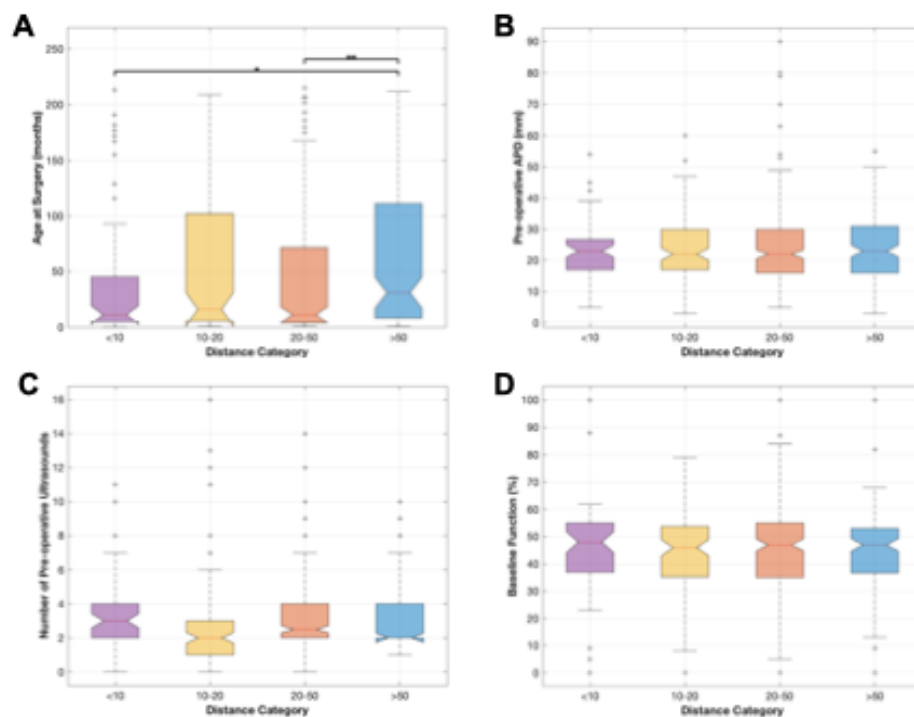 A
250
200
150
100
50
0
Age at Surgery (months)
*
**
<10 10-20 20-50 >50
Distance Category
B
90
80
70
60
50
40
30
20
10
0
Pre-operative APD (mm)
<10 10-20 20-50 >50
Distance Category
C
16
14
12
10
8
6
4
2
0
Number of Pre-operative Ultrasounds
<10 10-20 20-50 >50
Distance Category
D
100
90
80
70
60
50
40
30
20
10
0
Baseline Function (%)
<10 10-20 20-50 >50
Distance Category